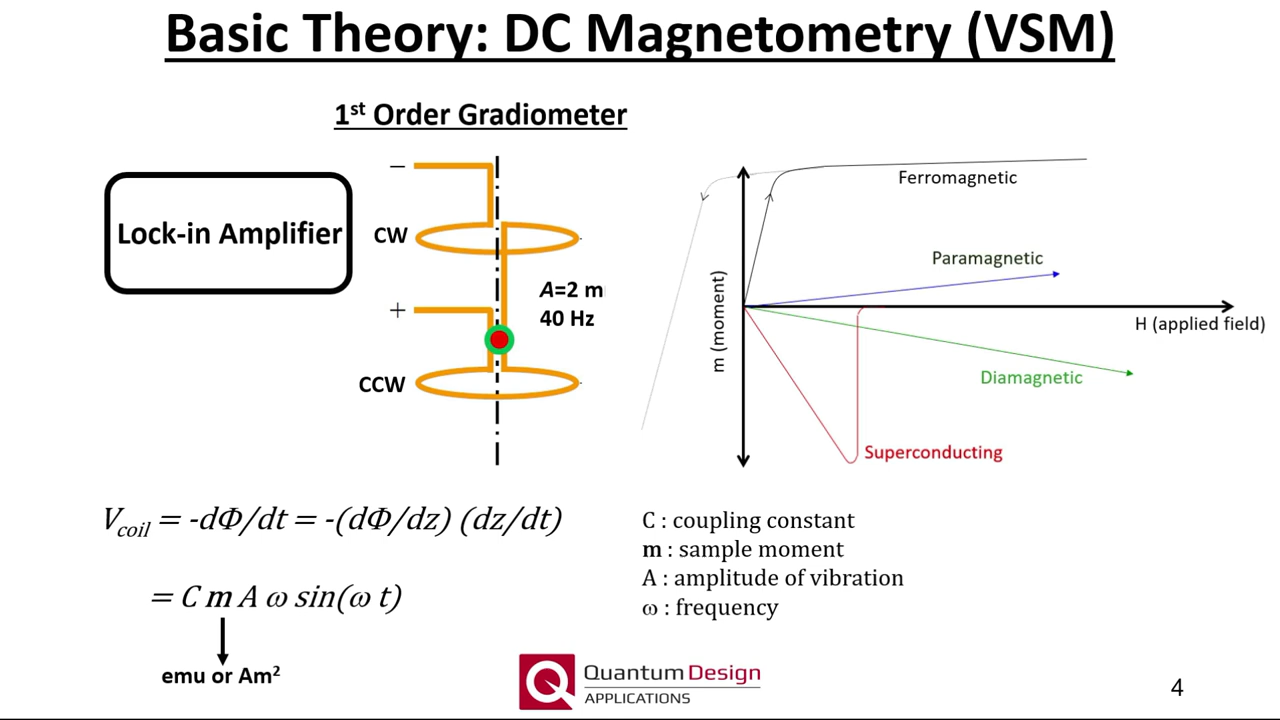 Basic Theory: DC Magnetometry (VSM)
1st Order Gradiometer
Lock-in Amplifier
−
CW
+
CCW
A=2 m
40 Hz
m (moment)
Ferromagnetic
Paramagnetic
H (applied field)
Diamagnetic
Superconducting
Vcoil = -dΦ/dt = -(dΦ/dz) (dz/dt)
= C m A ω sin(ω t)
emu or Am²
C : coupling constant
m : sample moment
A : amplitude of vibration
ω : frequency
Quantum Design
APPLICATIONS
4